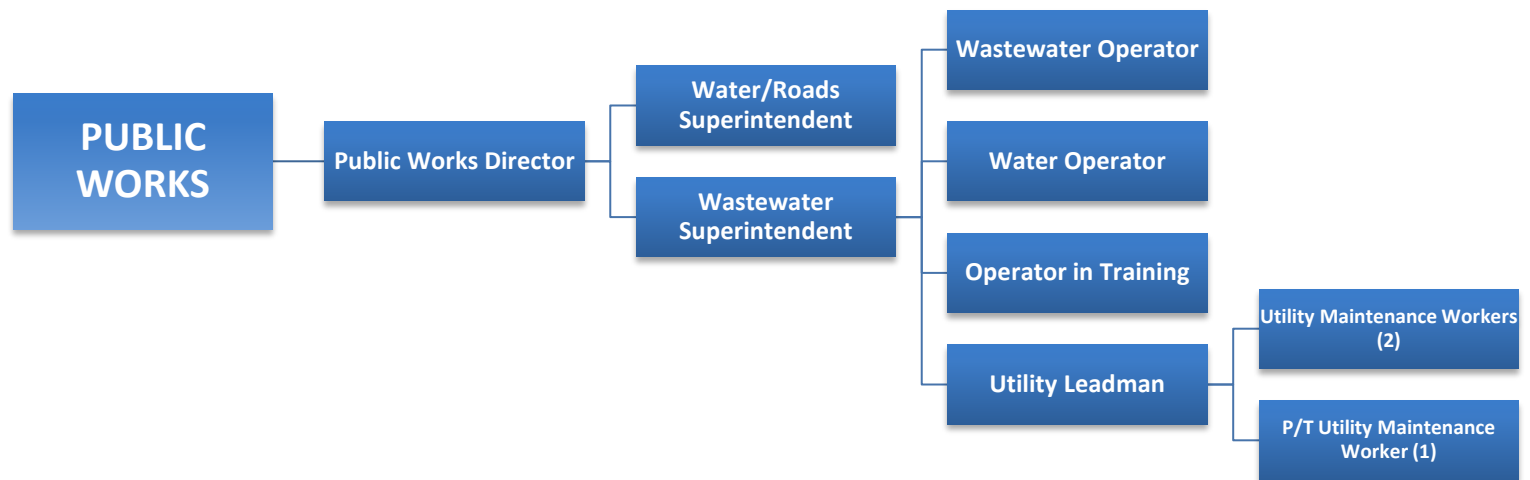 PUBLIC
WORKS
Public Works Director
Water/Roads
Superintendent
Wastewater
Superintendent
Wastewater Operator
Water Operator
Operator in Training
Utility Leadman
Utility Maintenance Workers
(2)
P/T Utility Maintenance
Worker (1)